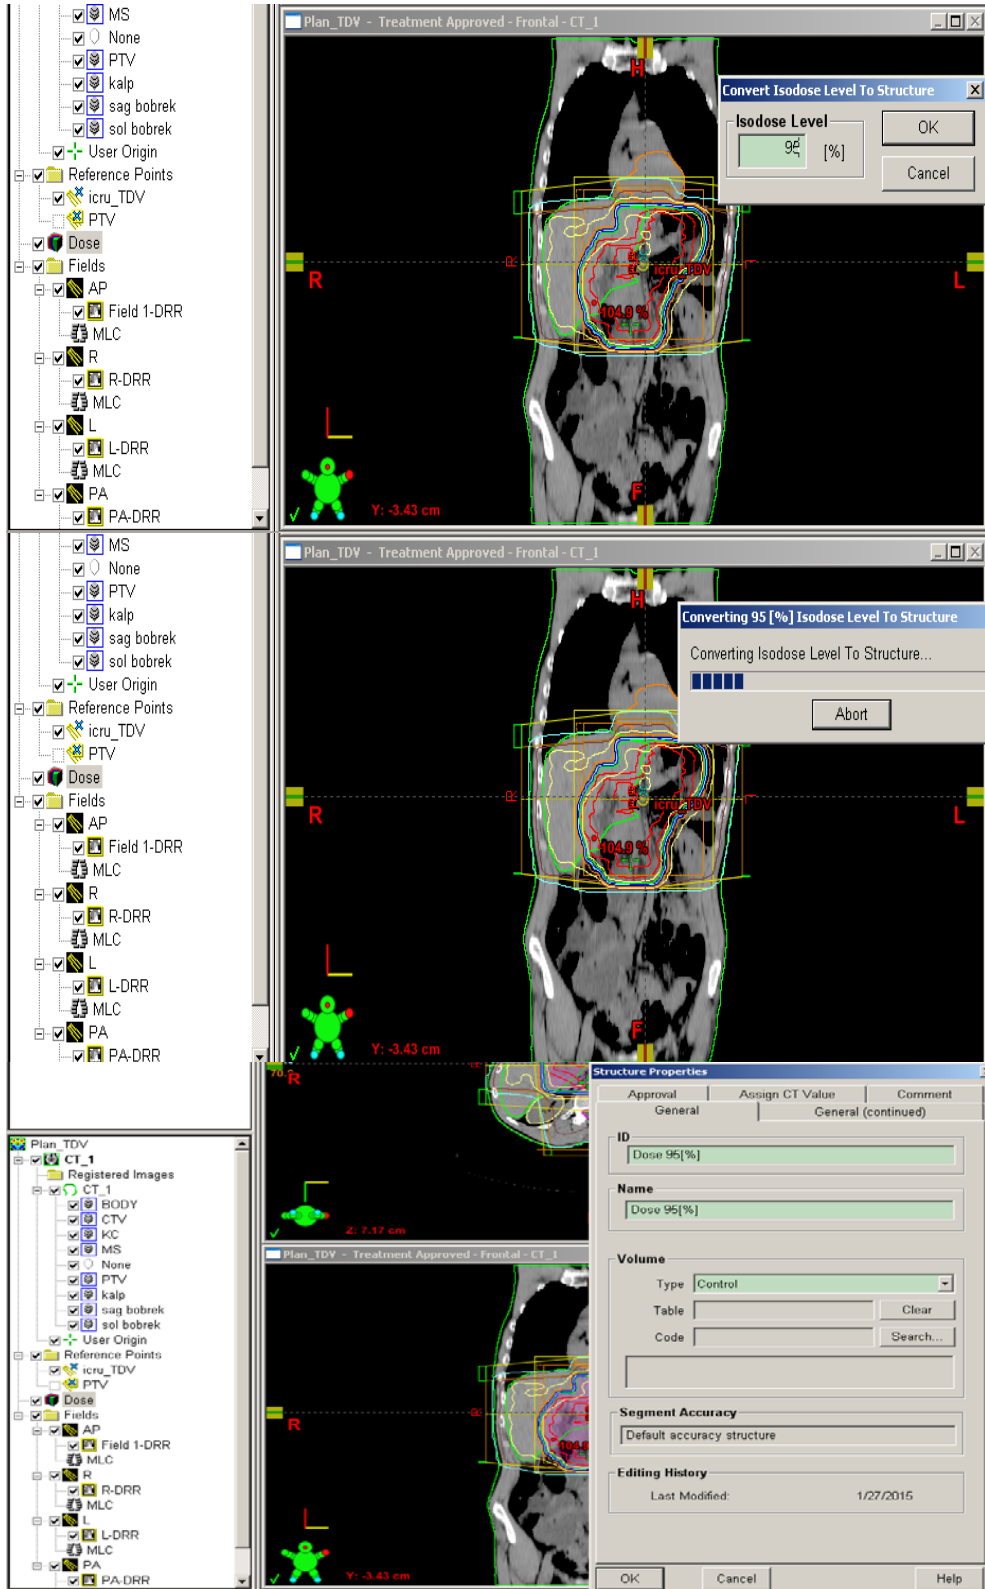 MS
None
PTV
kalp
sag bobrek
sol bobrek
User Origin
Reference Points
icru_TDV
PTV
Dose
Fields
AP
Field 1-DRR
MLC
R
R-DRR
MLC
L
L-DRR
MLC
PA
PA-DRR
Plan_TDV - Treatment Approved - Frontal - CT_1
H
R
L
F
R
icru_TDV
104.9 %
Y: -3.43 cm
Convert Isodose Level To Structure
Isodose Level
95
[%]
OK
Cancel
MS
None
PTV
kalp
sag bobrek
sol bobrek
User Origin
Reference Points
icru_TDV
PTV
Dose
Fields
AP
Field 1-DRR
MLC
R
R-DRR
MLC
L
L-DRR
MLC
PA
PA-DRR
Plan_TDV - Treatment Approved - Frontal - CT_1
H
R
L
F
R
icru_TDV
104.9 %
Y: -3.43 cm
Converting 95 [%] Isodose Level To Structure
Converting Isodose Level To Structure...
Abort
Plan_TDV
CT_1
Registered Images
CT_1
BODY
CTV
KC
MS
None
PTV
kalp
sag bobrek
sol bobrek
User Origin
Reference Points
icru_TDV
PTV
Dose
Fields
AP
Field 1-DRR
MLC
R
R-DRR
MLC
L
L-DRR
MLC
PA
PA-DRR
R
Z: 7.17 cm
Plan_TDV - Treatment Approved - Frontal - CT_1
R
R
Y: -3.43 cm
Structure Properties
Approval
Assign CT Value
Comment
General
General (continued)
ID
Dose 95[%]
Name
Dose 95[%]
Volume
Type
Control
Table
Clear
Code
Search...
Segment Accuracy
Default accuracy structure
Editing History
Last Modified:
1/27/2015
OK
Cancel
Help